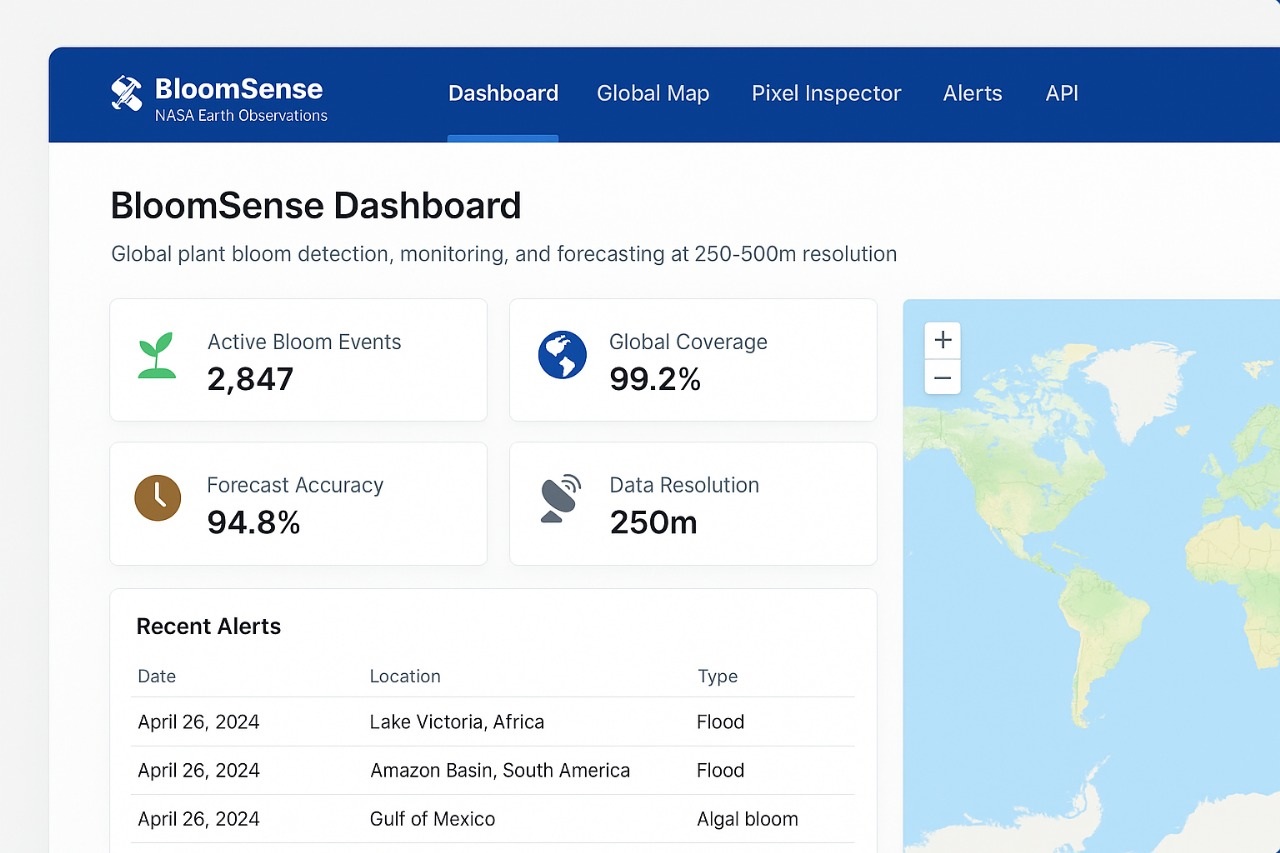 BloomSense
NASA Earth Observations
Dashboard Global Map Pixel Inspector Alerts API
BloomSense Dashboard
Global plant bloom detection, monitoring, and forecasting at 250-500m resolution
Active Bloom Events
2,847
Global Coverage
99.2%
Forecast Accuracy
94.8%
Data Resolution
250m
+
−
Recent Alerts
Date Location Type
April 26, 2024 Lake Victoria, Africa Flood
April 26, 2024 Amazon Basin, South America Flood
April 26, 2024 Gulf of Mexico Algal bloom